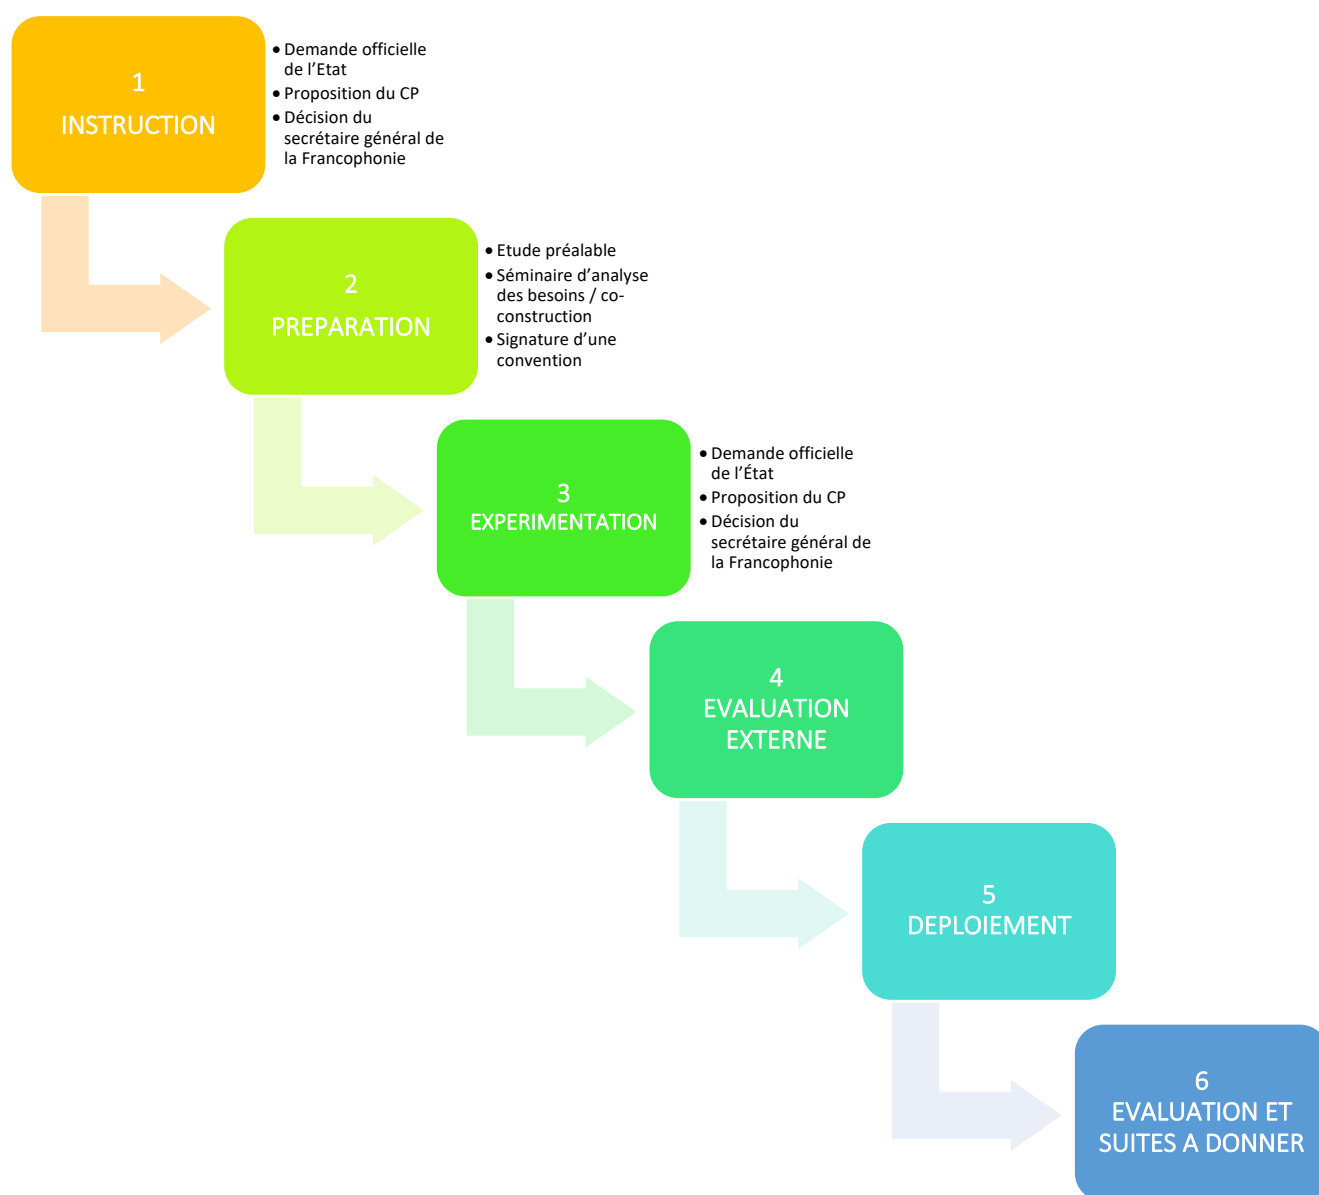 1
INSTRUCTION
• Demande officielle
de l’Etat
• Proposition du CP
• Décision du
secrétaire général de
la Francophonie
2
PREPARATION
• Etude préalable
• Séminaire d’analyse
des besoins / co-
construction
• Signature d’une
convention
3
EXPERIMENTATION
• Demande officielle
de l’État
• Proposition du CP
• Décision du
secrétaire général de
la Francophonie
4
EVALUATION
EXTERNE
5
DEPLOIEMENT
6
EVALUATION ET
SUITES A DONNER